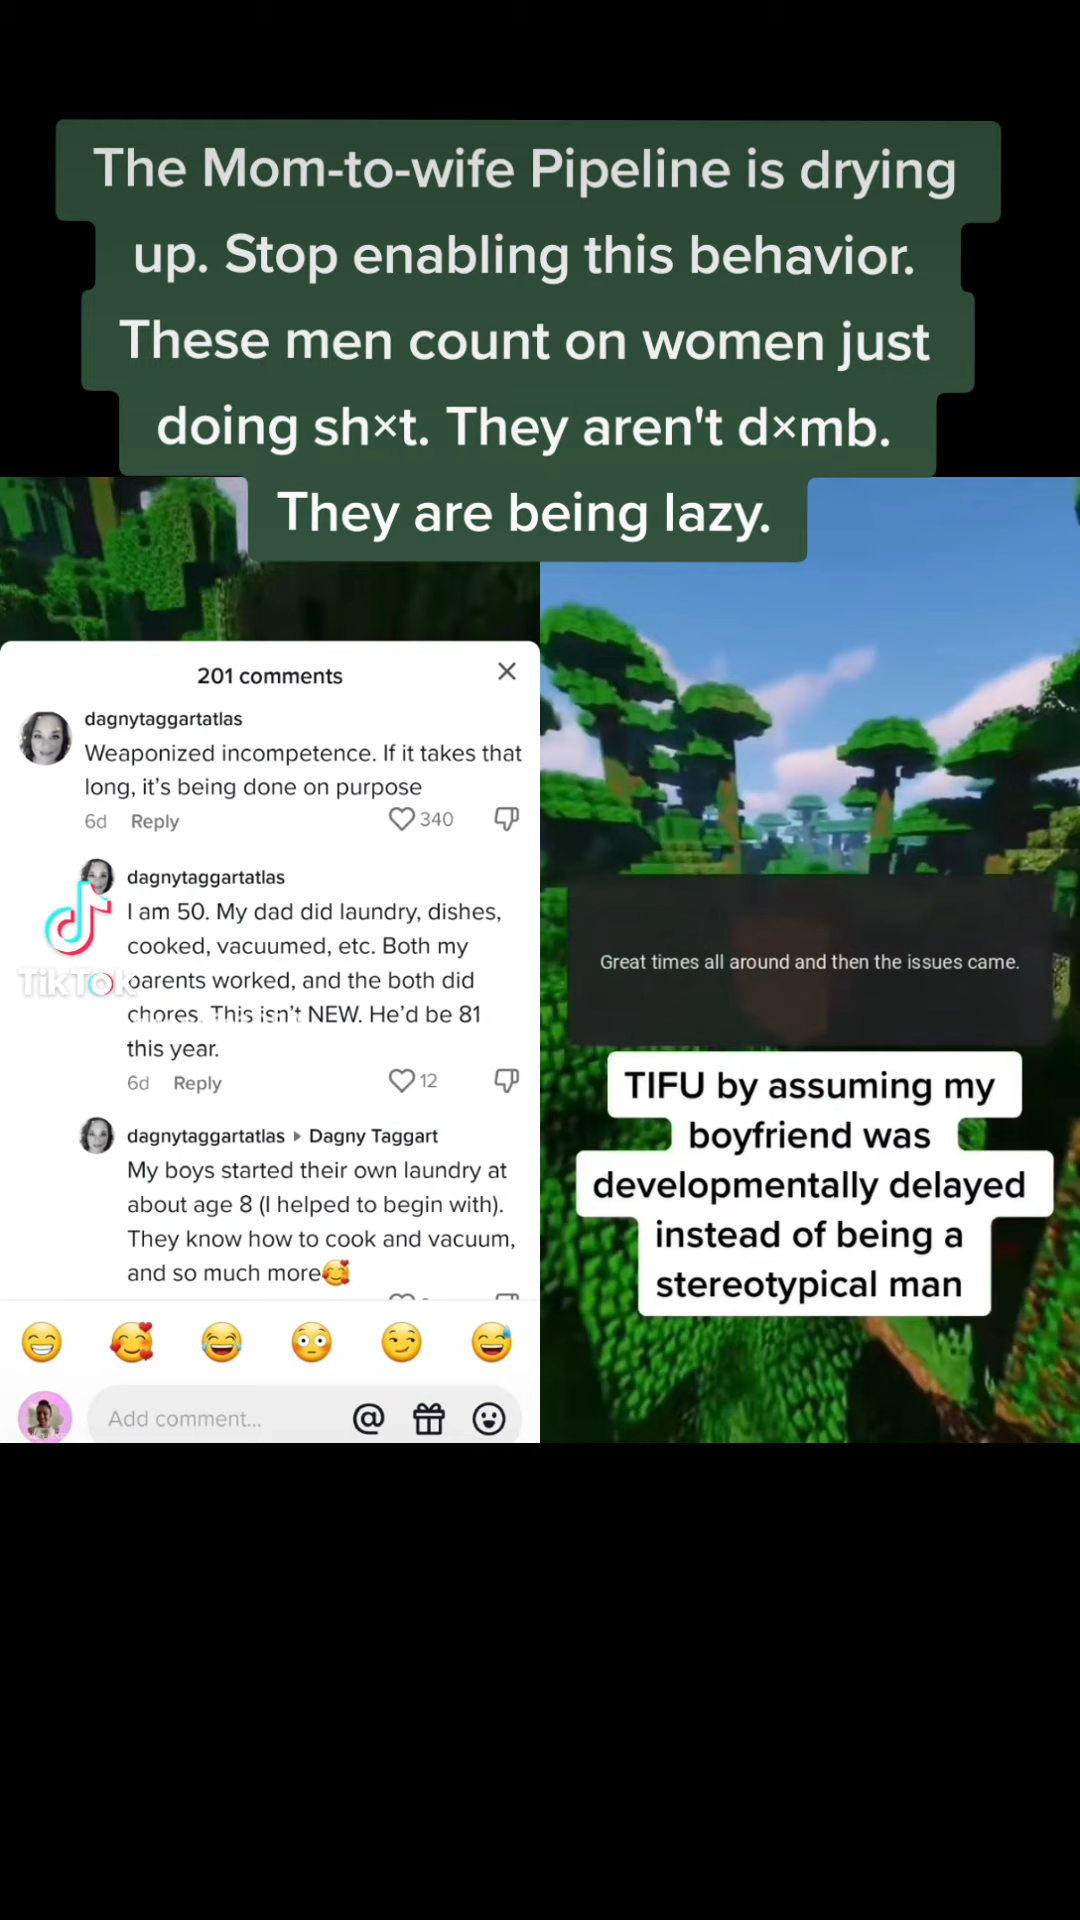 The Mom-to-wife Pipeline is drying
up. Stop enabling this behavior.
These men count on women just
doing sh×t. They aren't d×mb.
They are being lazy.
201 comments
dagnytaggartatlas
Weaponized incompetence. If it takes that
long, it's being done on purpose
6d Reply 340
dagnytaggartatlas
I am 50. My dad did laundry, dishes,
cooked, vacuumed, etc. Both my
parents worked, and the both did
chores. This isn't NEW. He'd be 81
this year.
6d Reply 12
TikTok
dagnytaggartatlas ▸ Dagny Taggart
My boys started their own laundry at
about age 8 (I helped to begin with).
They know how to cook and vacuum,
and so much more🥰
Add comment...
Great times all around and then the issues came.
TIFU by assuming my
boyfriend was
developmentally delayed
instead of being a
stereotypical man